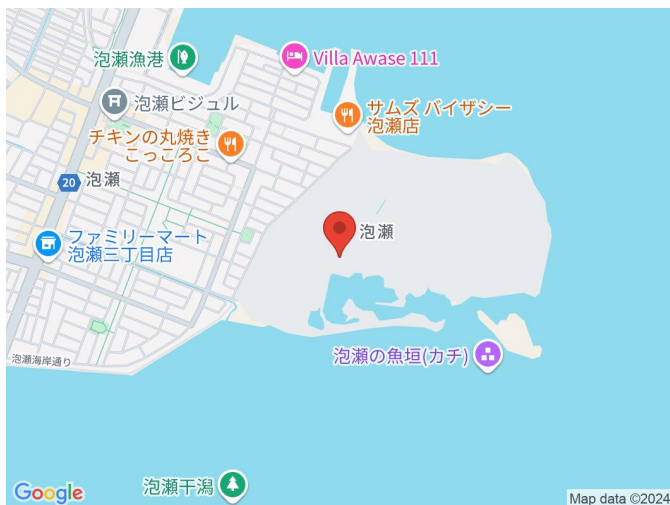 泡瀬漁港
Villa Awase 111
泡瀬ビジュル
サムズ バイザシー
泡瀬店
チキンの丸焼き
こっころこ
20
泡瀬
泡瀬
ファミリーマート
泡瀬三丁目店
泡瀬の魚垣(カチ)
泡瀬海岸通り
泡瀬干潟
Google
Map data ©2024